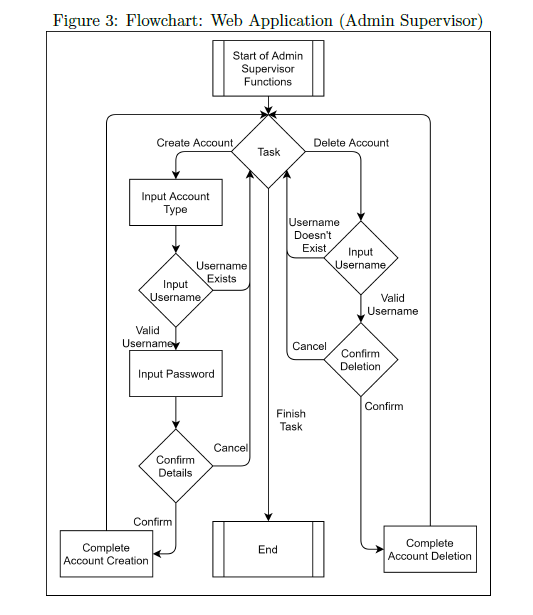 Figure 3: Flowchart: Web Application (Admin Supervisor)
Start of Admin
Supervisor
Functions
Create Account
Task
Delete Account
Input Account
Type
Username
Doesn't
Exist
Input
Username
Username
Exists
Input
Username
Valid
Username
Valid
Username
Input Password
Cancel
Confirm
Deletion
Confirm
Finish
Task
Cancel
Confirm
Details
Confirm
Complete
Account Creation
End
Complete
Account Deletion